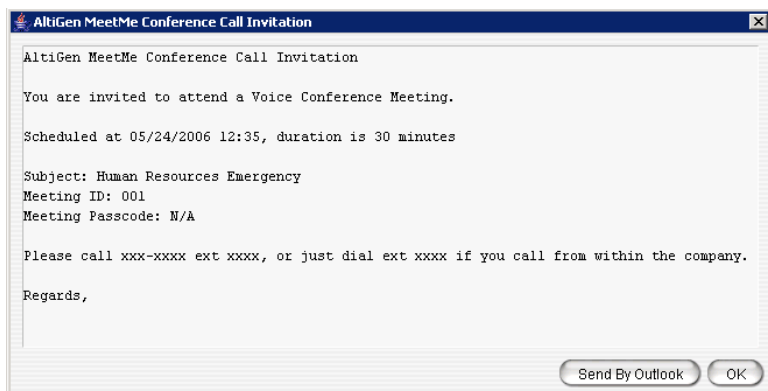 AltiGen MeetMe Conference Call Invitation
AltiGen MeetMe Conference Call Invitation
You are invited to attend a Voice Conference Meeting.
Scheduled at 05/24/2006 12:35, duration is 30 minutes
Subject: Human Resources Emergency
Meeting ID: 001
Meeting Passcode: N/A
Please call xxx-xxxx ext xxxx, or just dial ext xxxx if you call from within the company.
Regards,
Send By Outlook OK